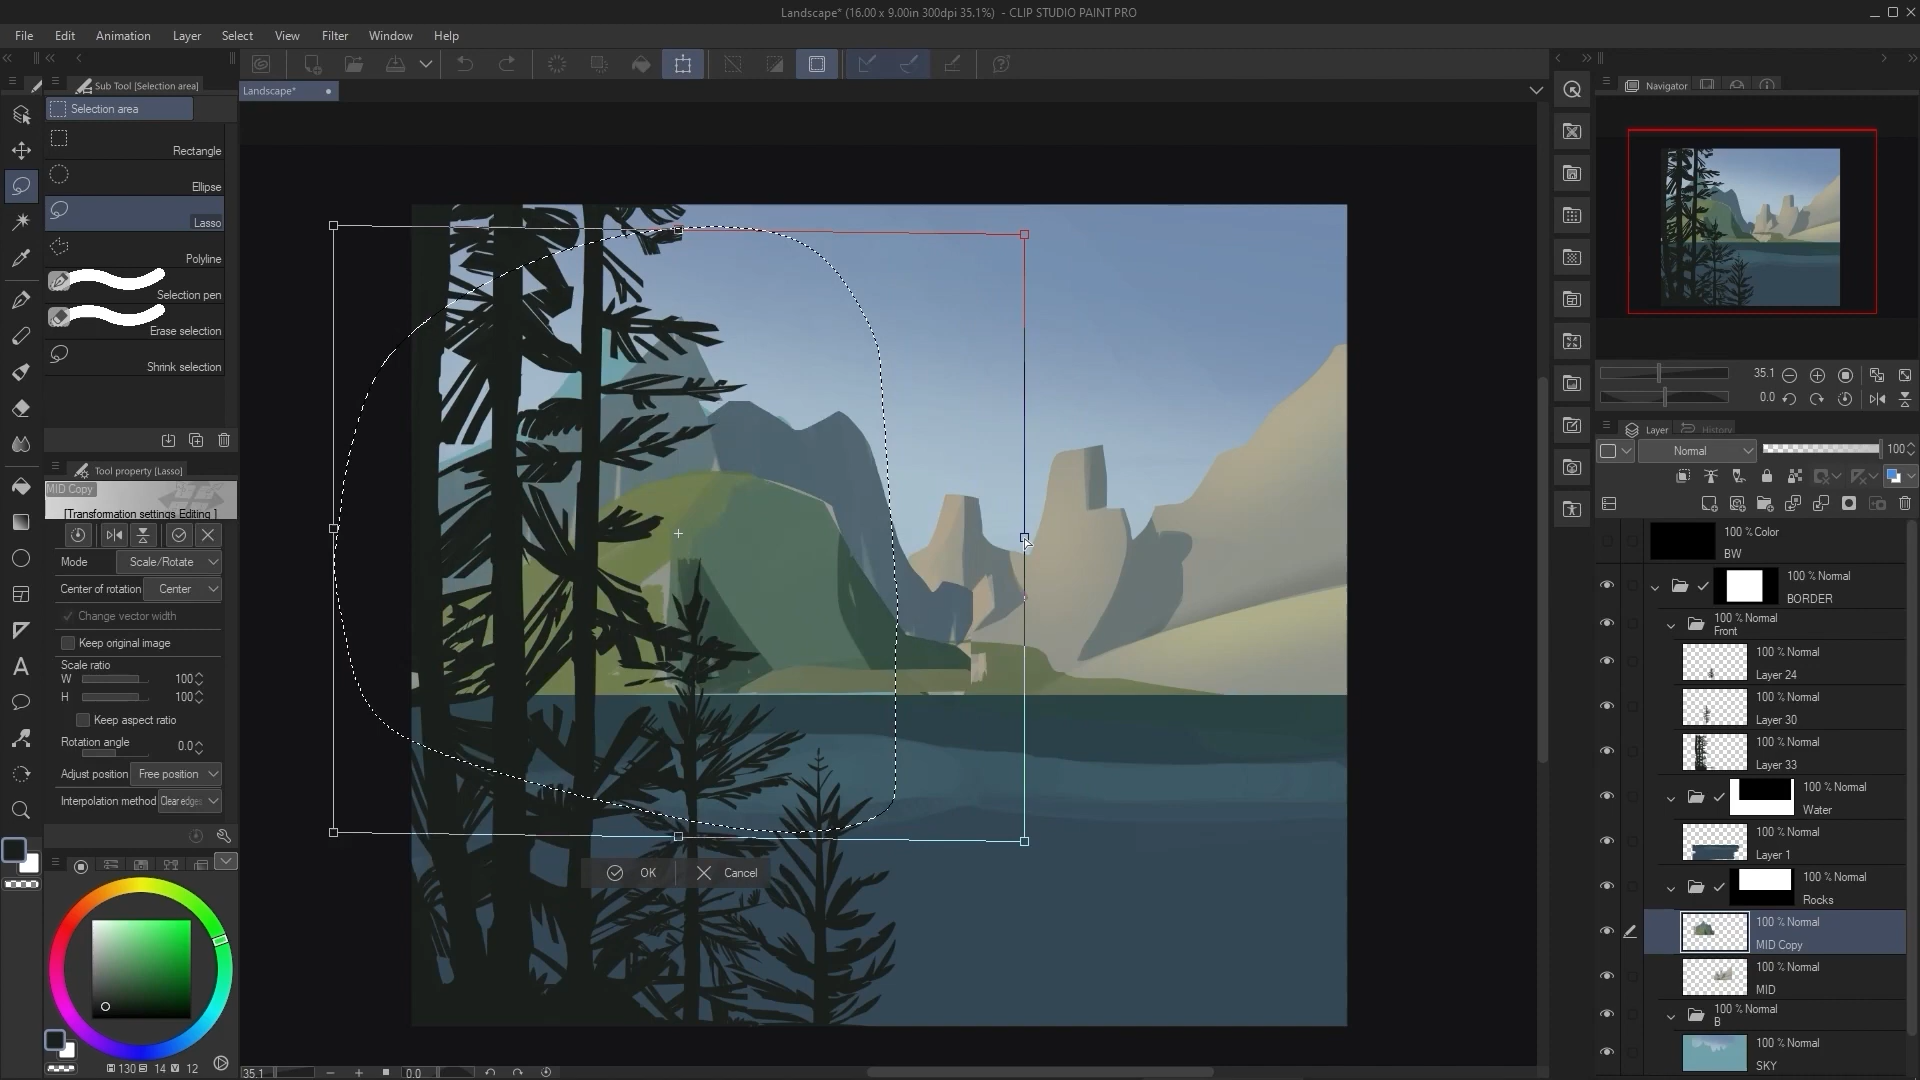 Landscape* (16.00 x 9.00in 300dpi 35.1%)  - CLIP STUDIO PAINT PRO
File Edit Animation Layer Select View Filter Window Help
Sub Tool [Selection area]
Selection area
Rectangle
Ellipse
Lasso
Polyline
Selection pen
Erase selection
Shrink selection
Tool property [Lasso]
MID Copy
[Transformation settings Editing ]
Mode Scale/Rotate
Center of rotation Center
Change vector width
Keep original image
Scale ratio
W 100
H 100
Keep aspect ratio
Rotation angle 0.0
Adjust position Free position
Interpolation method Clear edges
130 S 14 V 12
Landscape*
OK Cancel
35.1 0.0
Navigator
35.1
0.0
Layer History
Normal 100
100 % Color
BW
100 % Normal
BORDER
100 % Normal
Front
100 % Normal
Layer 24
100 % Normal
Layer 30
100 % Normal
Layer 33
100 % Normal
Water
100 % Normal
Layer 1
100 % Normal
Rocks
100 % Normal
MID Copy
100 % Normal
MID
100 % Normal
B
100 % Normal
SKY